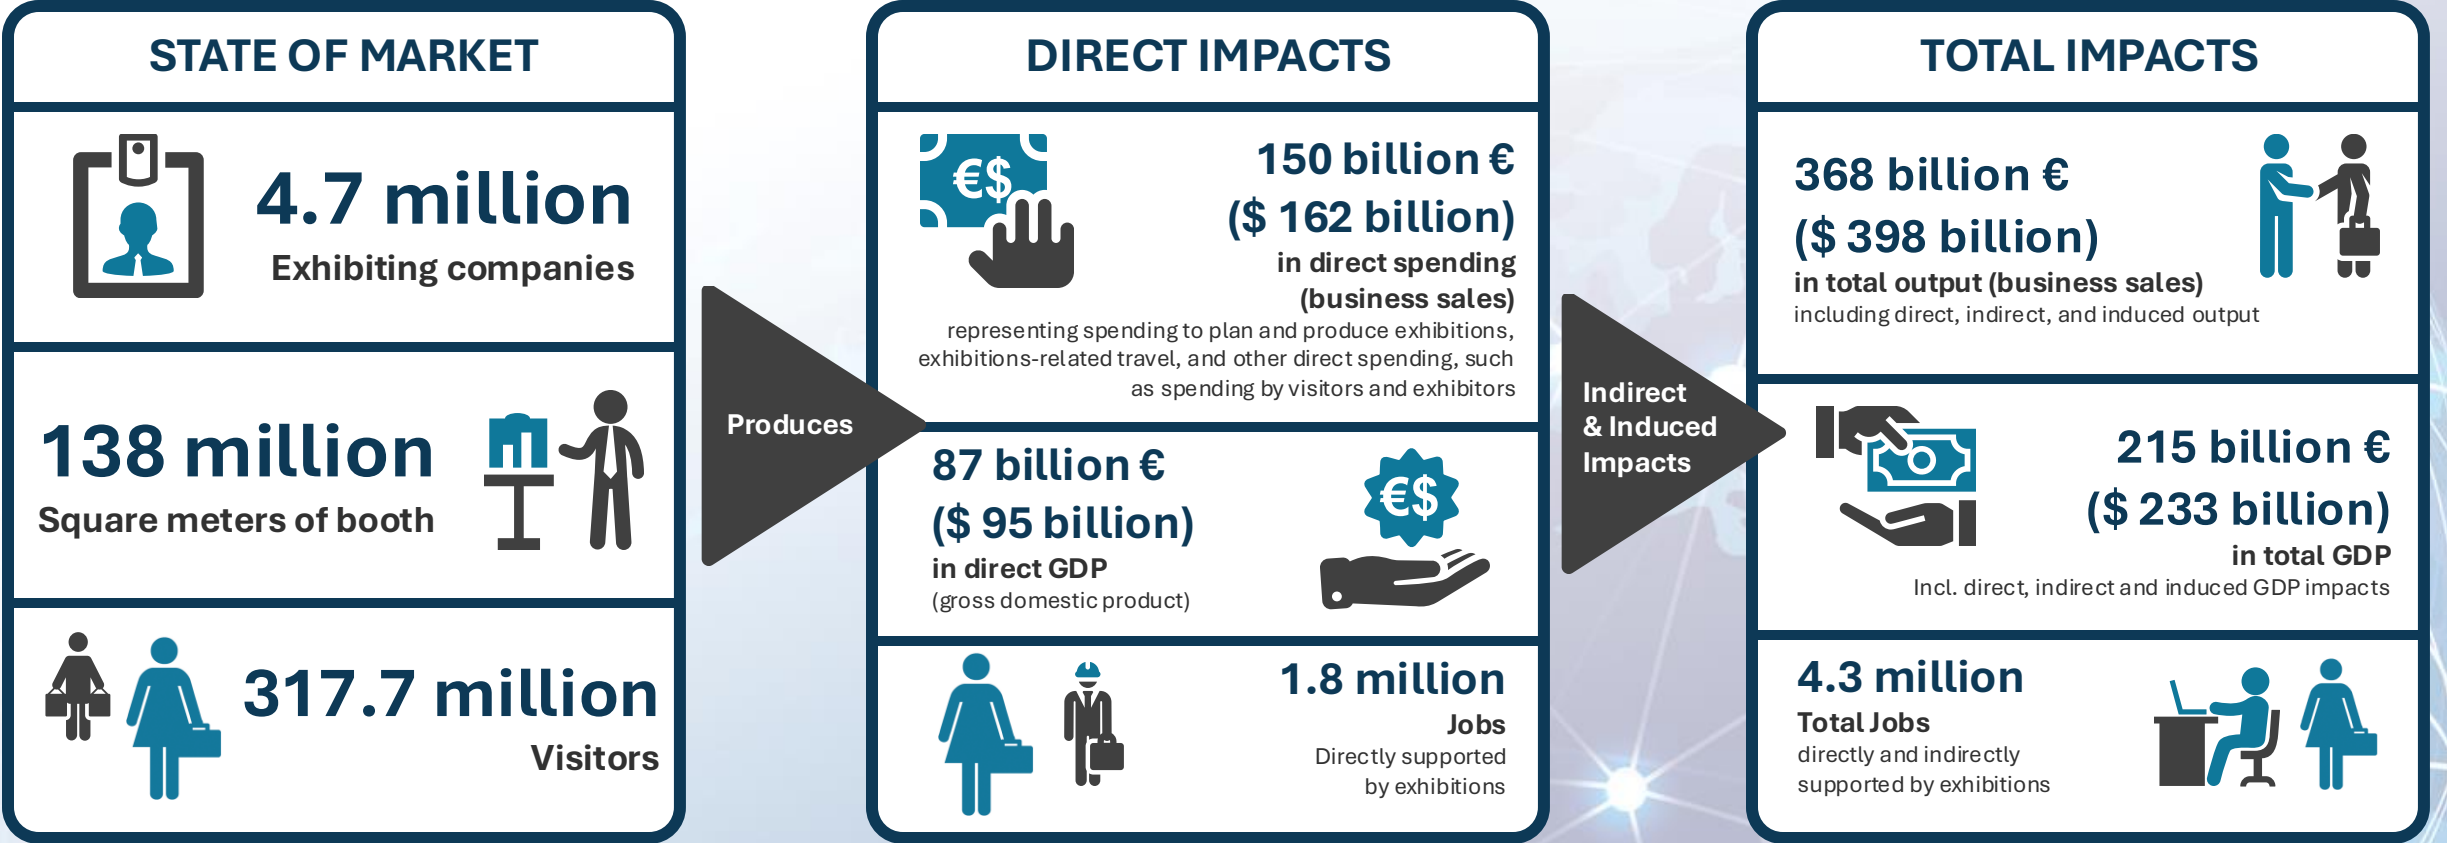 STATE OF MARKET
4.7 million
Exhibiting companies
138 million
Square meters of booth
317.7 million
Visitors
Produces
DIRECT IMPACTS
€$
150 billion €
($ 162 billion)
in direct spending
(business sales)
representing spending to plan and produce exhibitions,
exhibitions-related travel, and other direct spending, such
as spending by visitors and exhibitors
87 billion €
($ 95 billion)
in direct GDP
(gross domestic product)
€$
1.8 million
Jobs
Directly supported
by exhibitions
Indirect
& Induced
Impacts
TOTAL IMPACTS
368 billion €
($ 398 billion)
in total output (business sales)
including direct, indirect, and induced output
215 billion €
($ 233 billion)
in total GDP
Incl. direct, indirect and induced GDP impacts
4.3 million
Total Jobs
directly and indirectly
supported by exhibitions